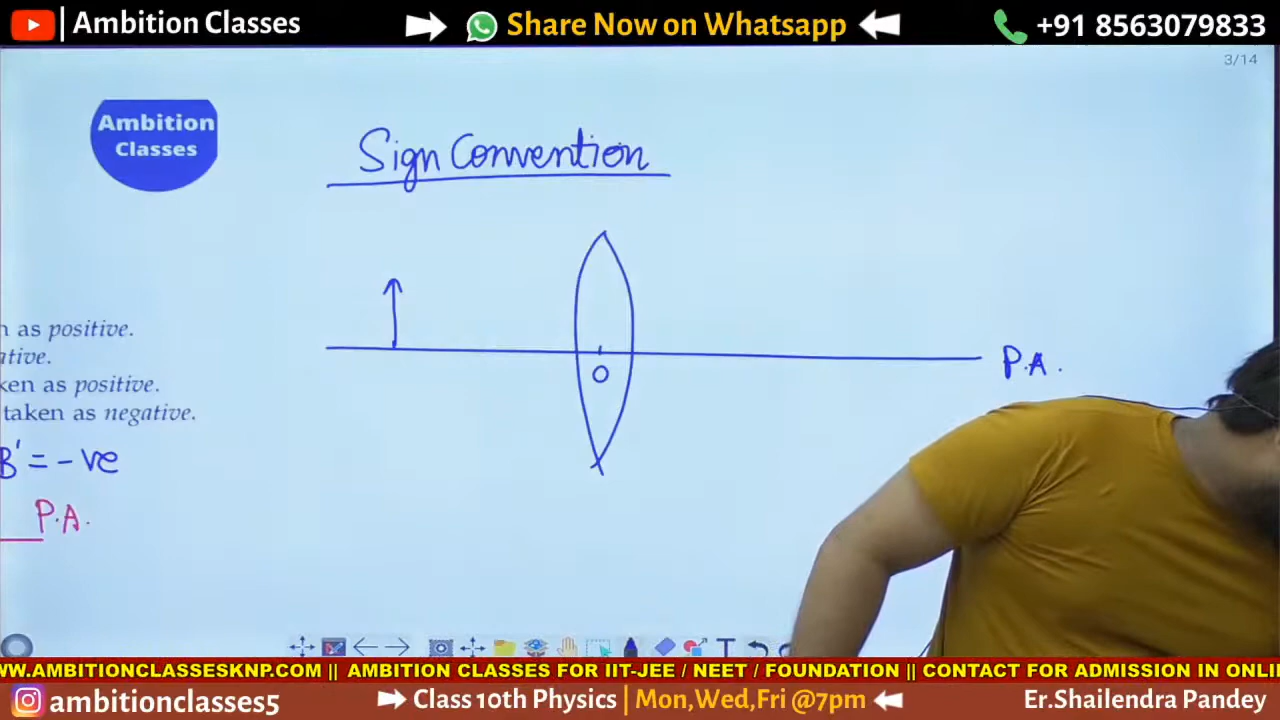 Ambition Classes
Share Now on Whatsapp
+91 8563079833
3/14
Ambition
Classes
Sign Convention
n as positive.
ative.
ken as positive.
taken as negative.
B' = -ve
P.A.
O
P.A.
WWW.AMBITIONCLASSESKNP.COM || AMBITION CLASSES FOR IIT-JEE / NEET / FOUNDATION || CONTACT FOR ADMISSION IN ONLI
ambitionclasses5
Class 10th Physics | Mon,Wed,Fri @7pm
Er.Shailendra Pandey